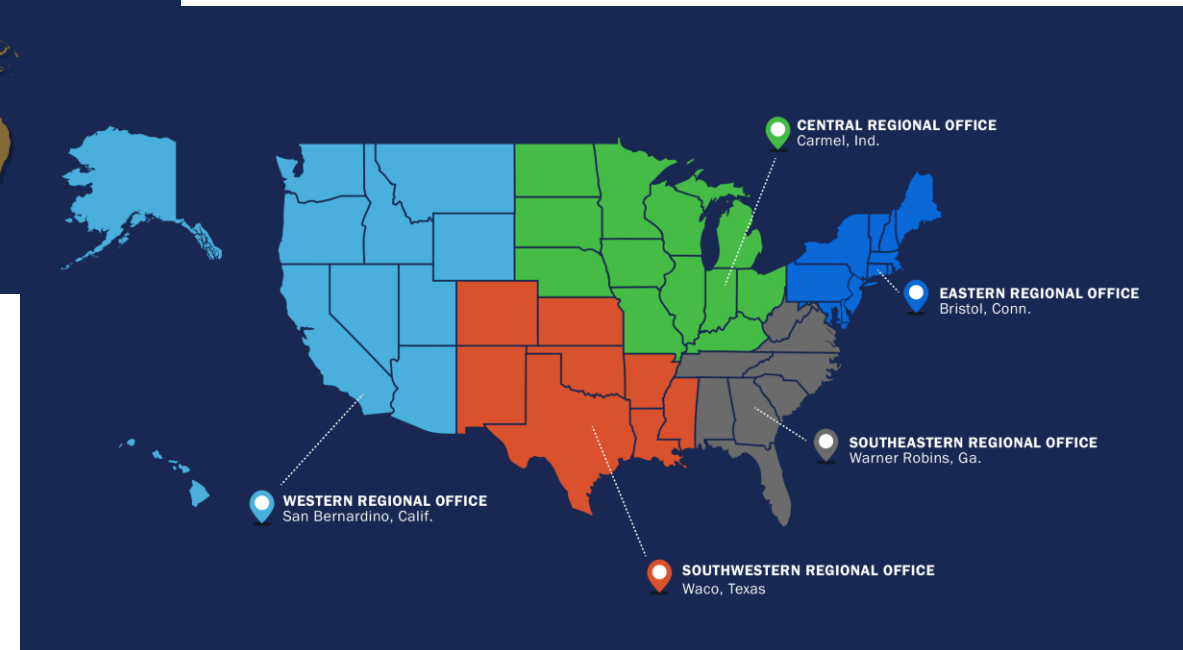 CENTRAL REGIONAL OFFICE
Carmel, Ind.
EASTERN REGIONAL OFFICE
Bristol, Conn.
SOUTHEASTERN REGIONAL OFFICE
Warner Robins, Ga.
WESTERN REGIONAL OFFICE
San Bernardino, Calif.
SOUTHWESTERN REGIONAL OFFICE
Waco, Texas